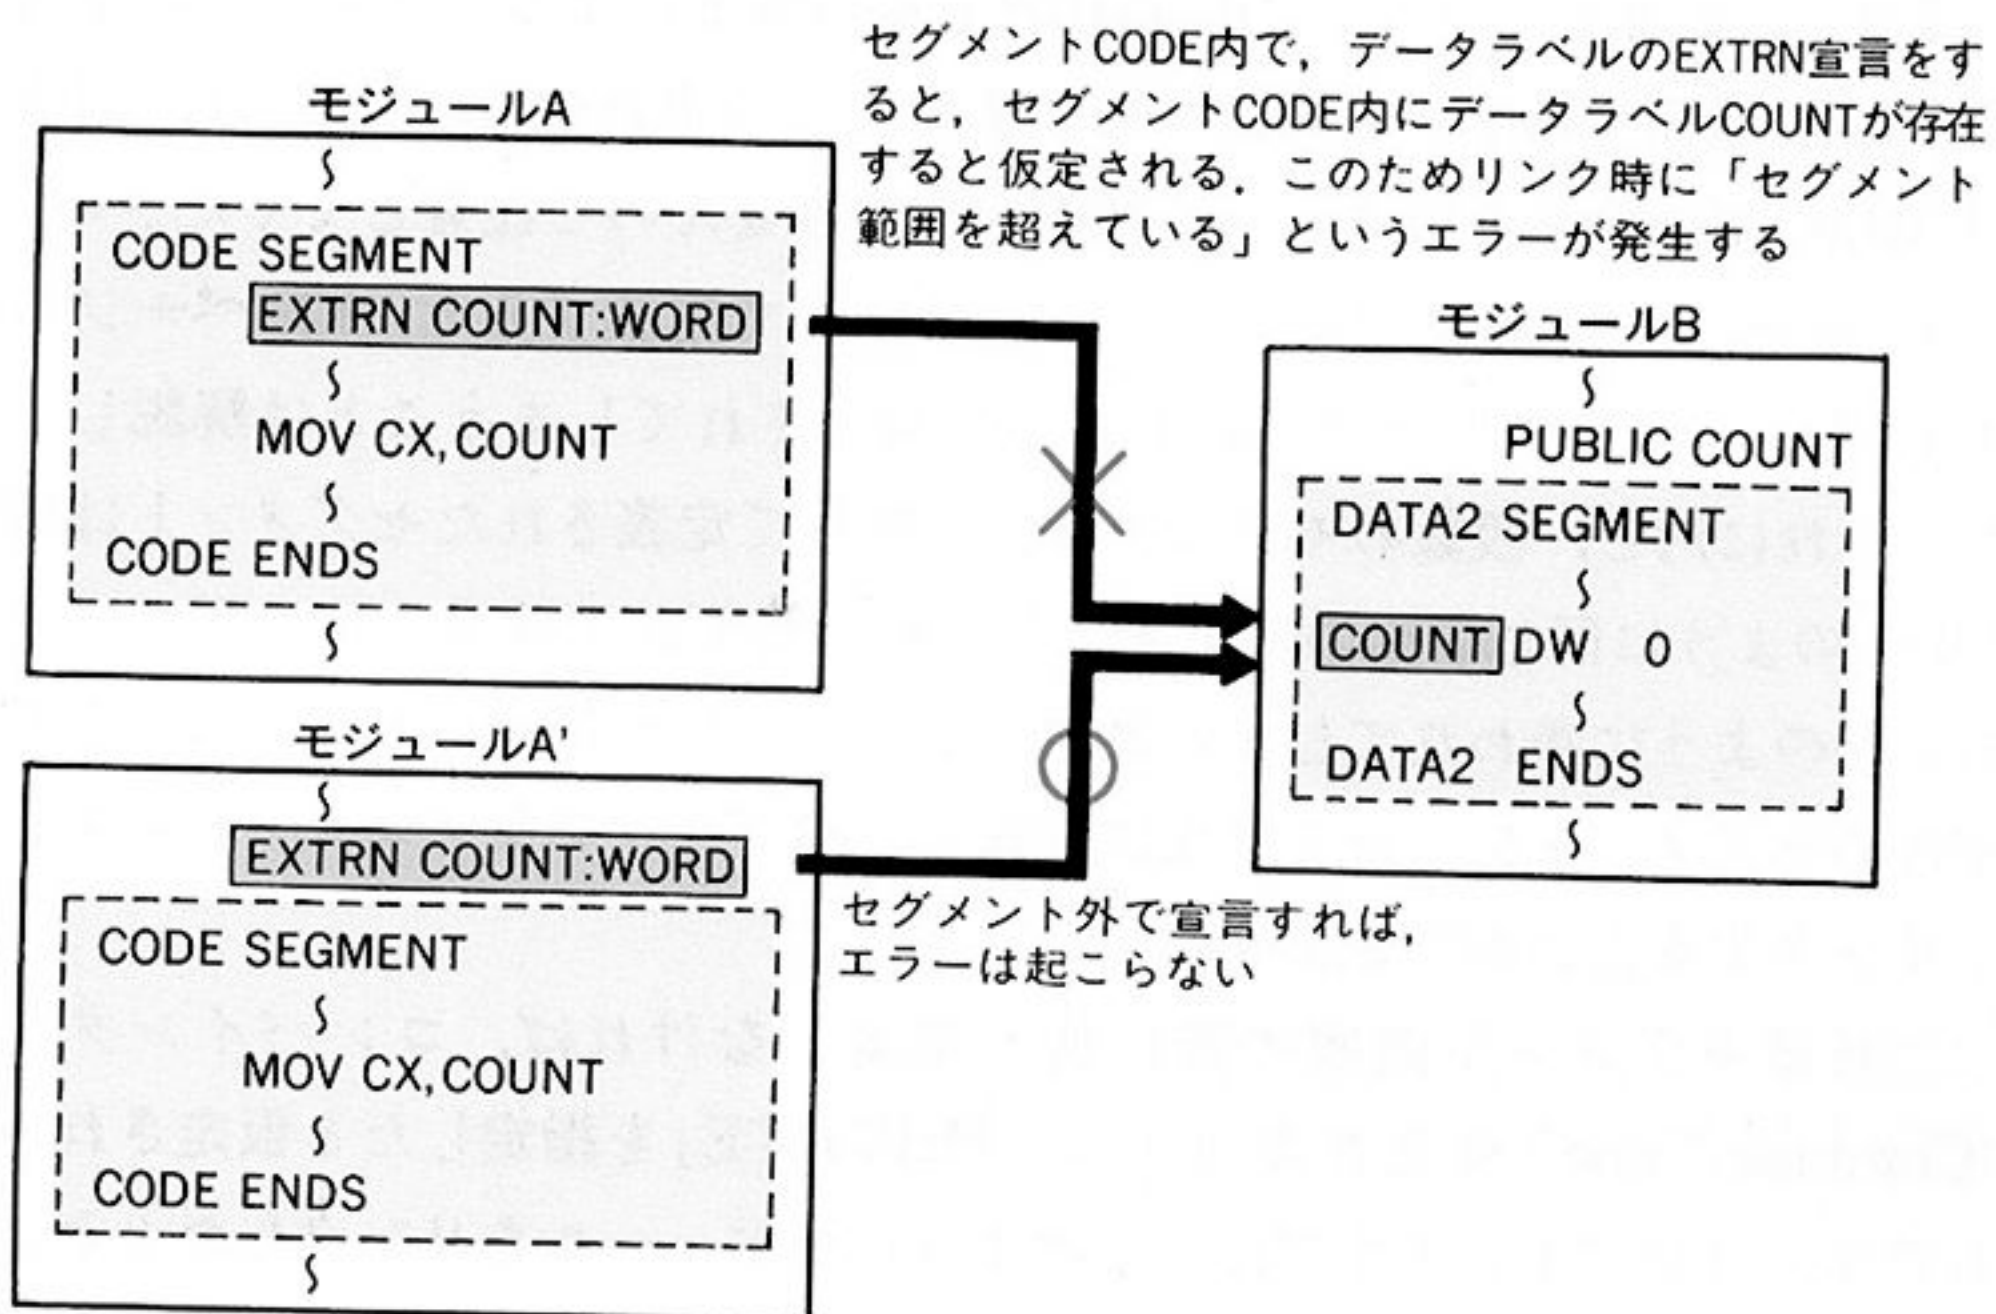 セグメントCODE内で，データラベルのEXTRN宣言をす
ると，セグメントCODE内にデータラベルCOUNTが存在
すると仮定される．このためリンク時に「セグメント
範囲を超えている」というエラーが発生する
モジュールA
CODE SEGMENT
EXTRN COUNT:WORD
MOV CX,COUNT
CODE ENDS
モジュールB
PUBLIC COUNT
DATA2 SEGMENT
COUNT DW 0
DATA2 ENDS
モジュールA'
EXTRN COUNT:WORD
CODE SEGMENT
MOV CX,COUNT
CODE ENDS
セグメント外で宣言すれば，
エラーは起こらない